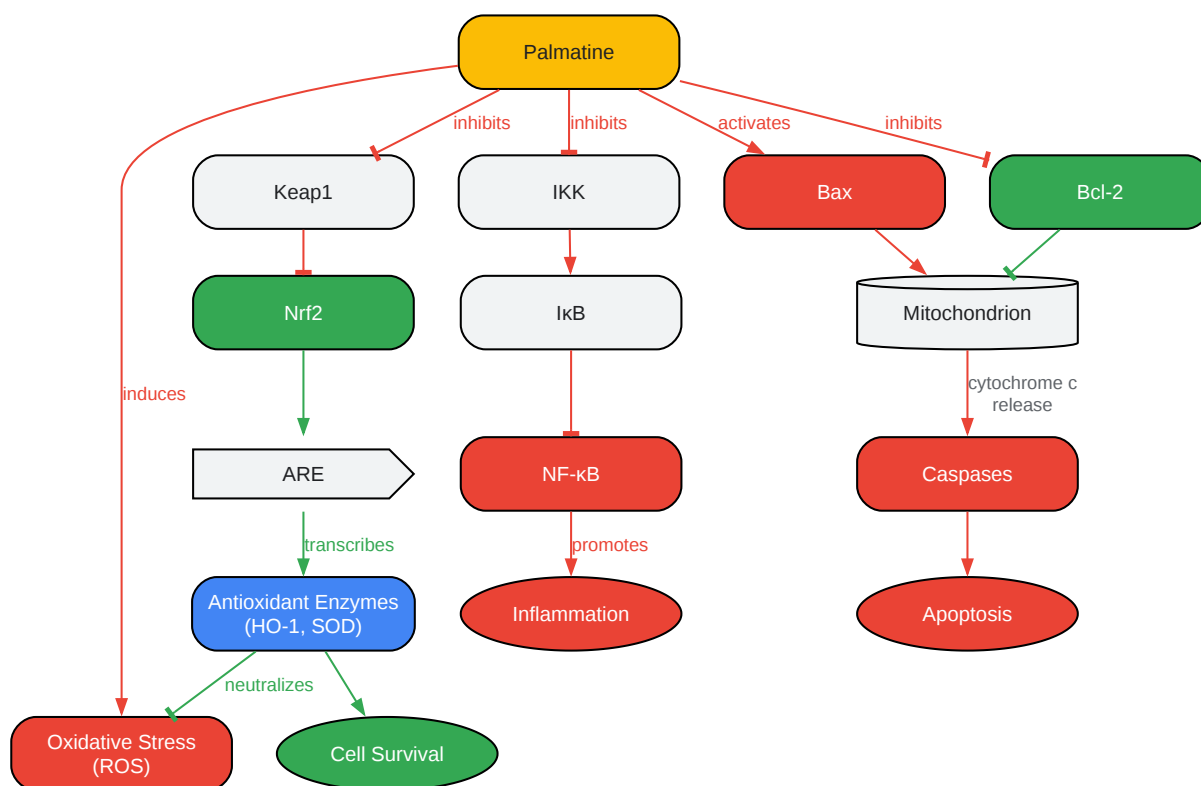 Palmatine
inhibits
inhibits
activates
inhibits
Keap1
IKK
Bax
Bcl-2
Nrf2
IκB
Mitochondrion
induces
cytochrome c
release
ARE
NF-κB
Caspases
transcribes
promotes
Antioxidant Enzymes
(HO-1, SOD)
Inflammation
Apoptosis
neutralizes
Oxidative Stress
(ROS)
Cell Survival